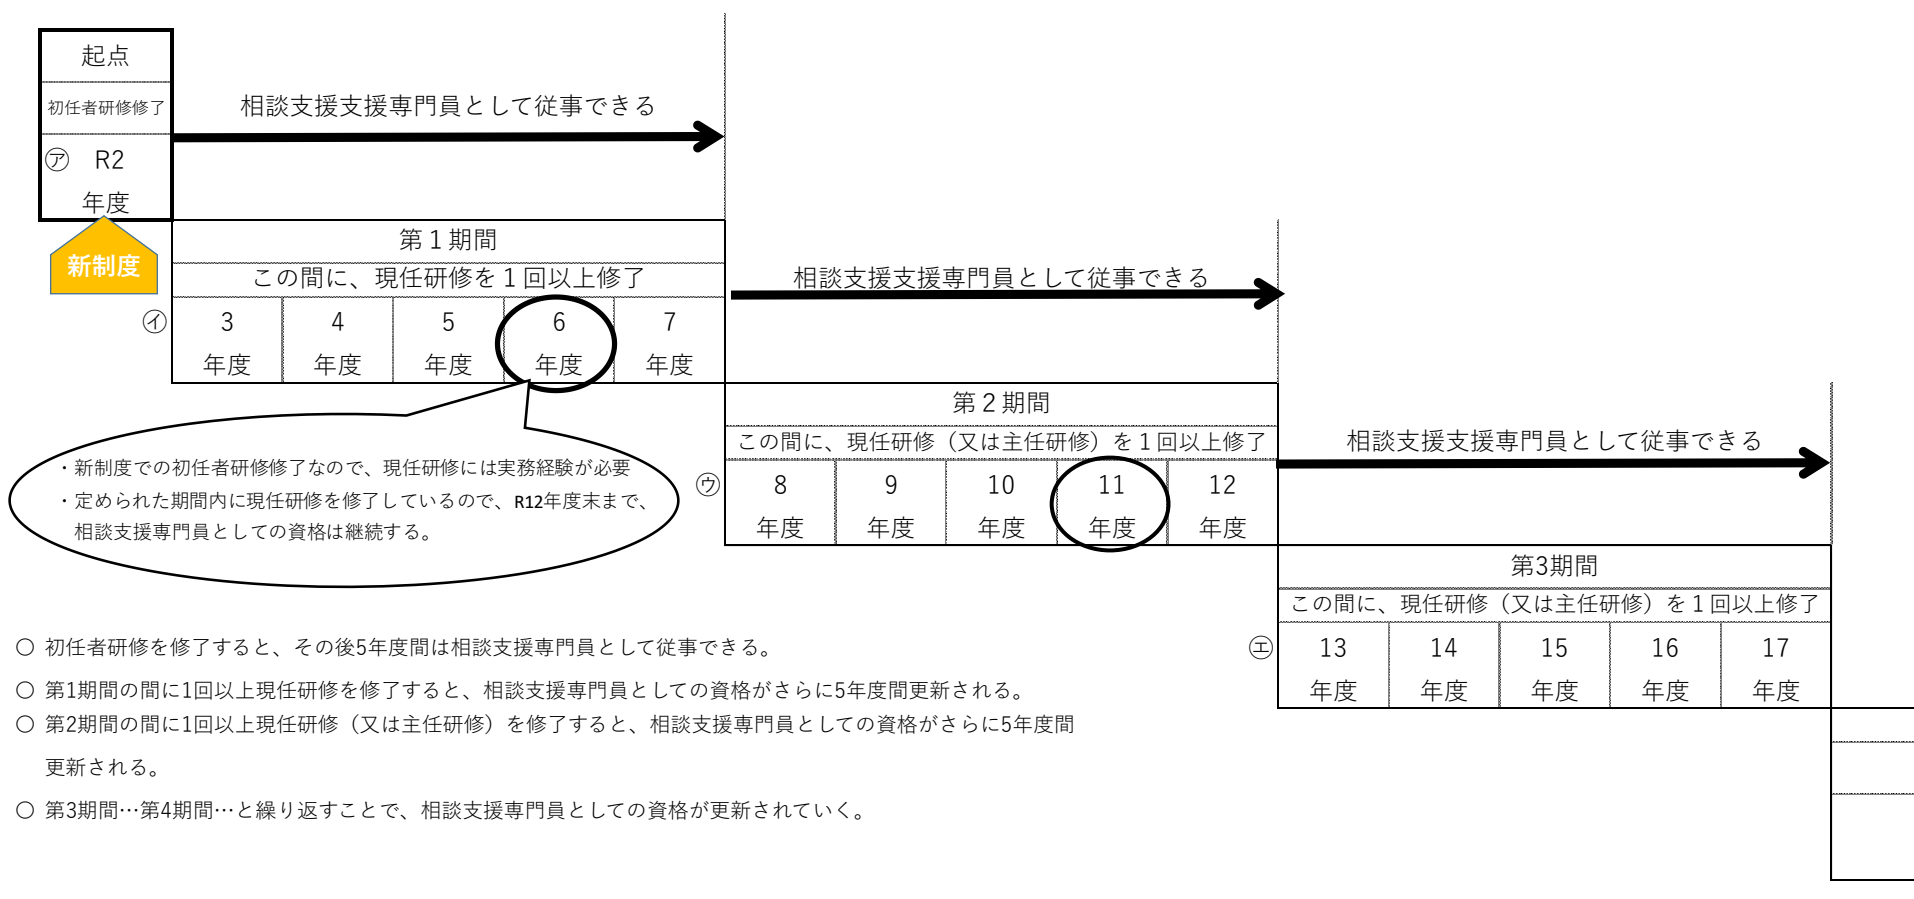 起点
初任者研修修了
相談支援支援専門員として従事できる
㋐ R2
年度
新制度
第１期間
この間に、現任研修を１回以上修了
相談支援支援専門員として従事できる
㋑ 3 4 5 6 7
年度 年度 年度 年度 年度
第２期間
この間に、現任研修（又は主任研修）を１回以上修了
相談支援支援専門員として従事できる
・新制度での初任者研修修了なので、現任研修には実務経験が必要
・定められた期間内に現任研修を修了しているので、R12年度末まで、
相談支援専門員としての資格は継続する。
㋒ 8 9 10 11 12
年度 年度 年度 年度 年度
第3期間
この間に、現任研修（又は主任研修）を１回以上修了
㋓ 13 14 15 16 17
年度 年度 年度 年度 年度
〇 初任者研修を修了すると、その後5年度間は相談支援専門員として従事できる。
〇 第1期間の間に1回以上現任研修を修了すると、相談支援専門員としての資格がさらに5年度間更新される。
〇 第2期間の間に1回以上現任研修（又は主任研修）を修了すると、相談支援専門員としての資格がさらに5年度間
更新される。
〇 第3期間…第4期間…と繰り返すことで、相談支援専門員としての資格が更新されていく。